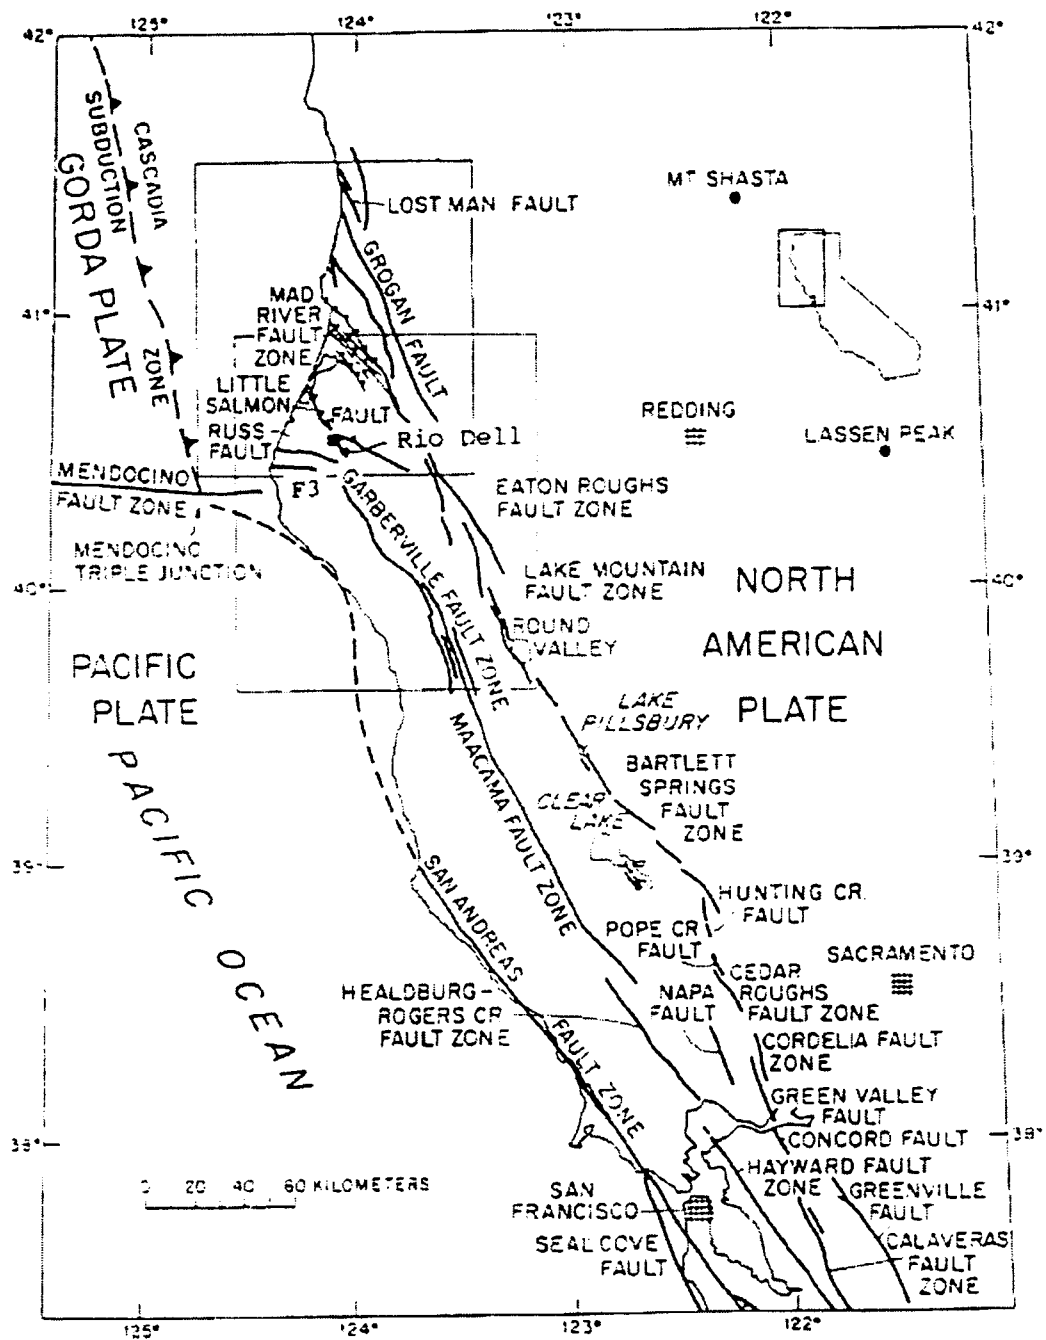 125°
124°
123°
122°
42°
42°
CASCADIA
SUBDUCTION
ZONE
GORDA PLATE
MT SHASTA
LOST MAN FAULT
GROGAN FAULT
41°
41°
MAD
RIVER
FAULT
ZONE
LITTLE
SALMON
FAULT
RUSS
FAULT
Rio Dell
REDDING
LASSEN PEAK
MENDOCINO
FAULT ZONE
F3
GARBERVILLE FAULT ZONE
EATON ROUGHS
FAULT ZONE
MENDOCINO
TRIPLE JUNCTION
40°
40°
LAKE MOUNTAIN
FAULT ZONE
ROUND
VALLEY
NORTH
AMERICAN
PLATE
PACIFIC
PLATE
LAKE
PILLSBURY
MAACAMA FAULT ZONE
BARTLETT
SPRINGS
FAULT
ZONE
CLEAR
LAKE
PACIFIC OCEAN
39°
39°
SAN ANDREAS
FAULT ZONE
HUNTING CR.
FAULT
POPE CR
FAULT
SACRAMENTO
CEDAR
ROUGHS
FAULT ZONE
NAPA
FAULT
HEALDBURG-
ROGERS CR
FAULT ZONE
CORDELIA FAULT
ZONE
GREEN VALLEY
FAULT
CONCORD FAULT
38°
38°
HAYWARD FAULT
ZONE
GREENVILLE
FAULT
0 20 40 60 KILOMETERS
SAN
FRANCISCO
SEAL COVE
FAULT
CALAVERAS
FAULT
ZONE
125°
124°
123°
122°